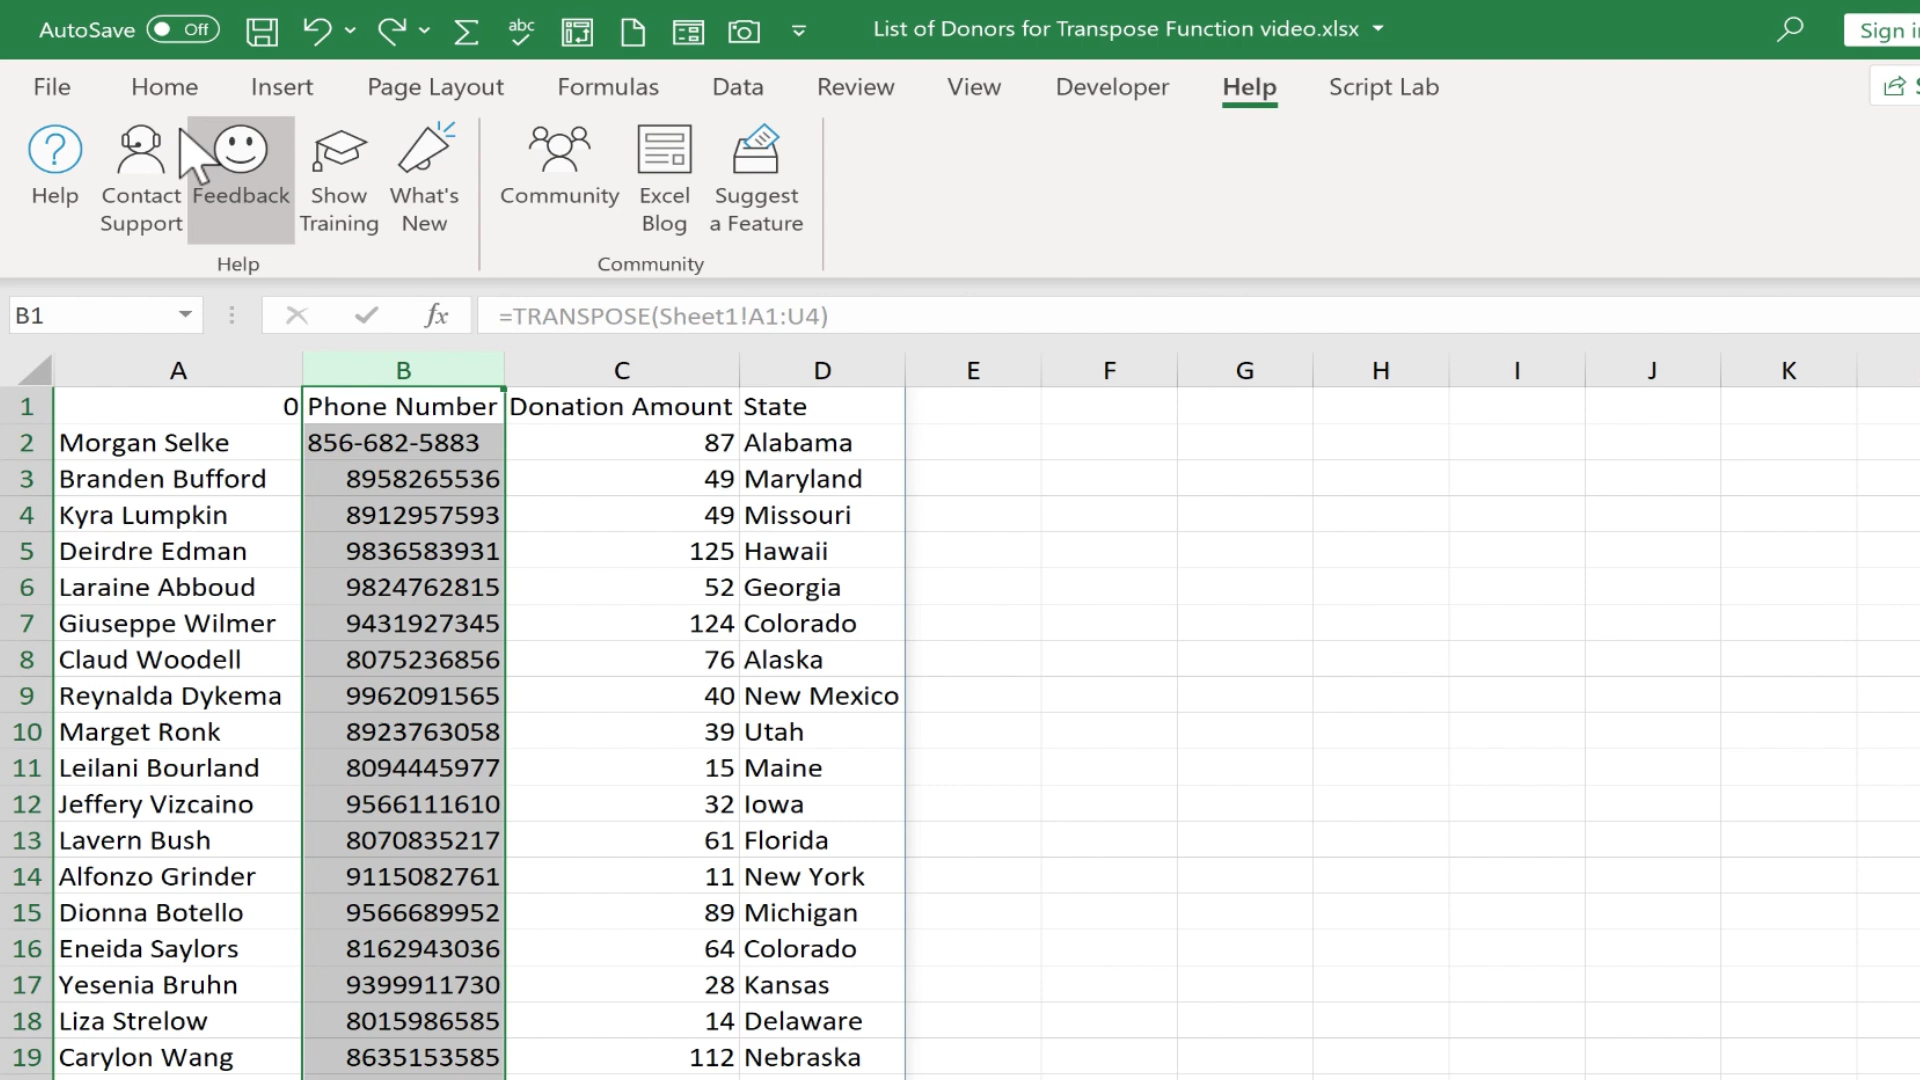 AutoSave Off abc List of Donors for Transpose Function video.xlsx Sign i
File Home Insert Page Layout Formulas Data Review View Developer Help Script Lab
Help Contact Support Feedback Show Training What's New Community Excel Blog Suggest a Feature
Help Community
B1 fx =TRANSPOSE(Sheet1!A1:U4)
A B C D E F G H I J K
1 0 Phone Number Donation Amount State
2 Morgan Selke 856-682-5883 87 Alabama
3 Branden Bufford 8958265536 49 Maryland
4 Kyra Lumpkin 8912957593 49 Missouri
5 Deirdre Edman 9836583931 125 Hawaii
6 Laraine Abboud 9824762815 52 Georgia
7 Giuseppe Wilmer 9431927345 124 Colorado
8 Claud Woodell 8075236856 76 Alaska
9 Reynalda Dykema 9962091565 40 New Mexico
10 Marget Ronk 8923763058 39 Utah
11 Leilani Bourland 8094445977 15 Maine
12 Jeffery Vizcaino 9566111610 32 Iowa
13 Lavern Bush 8070835217 61 Florida
14 Alfonzo Grinder 9115082761 11 New York
15 Dionna Botello 9566689952 89 Michigan
16 Eneida Saylors 8162943036 64 Colorado
17 Yesenia Bruhn 9399911730 28 Kansas
18 Liza Strelow 8015986585 14 Delaware
19 Carylon Wang 8635153585 112 Nebraska